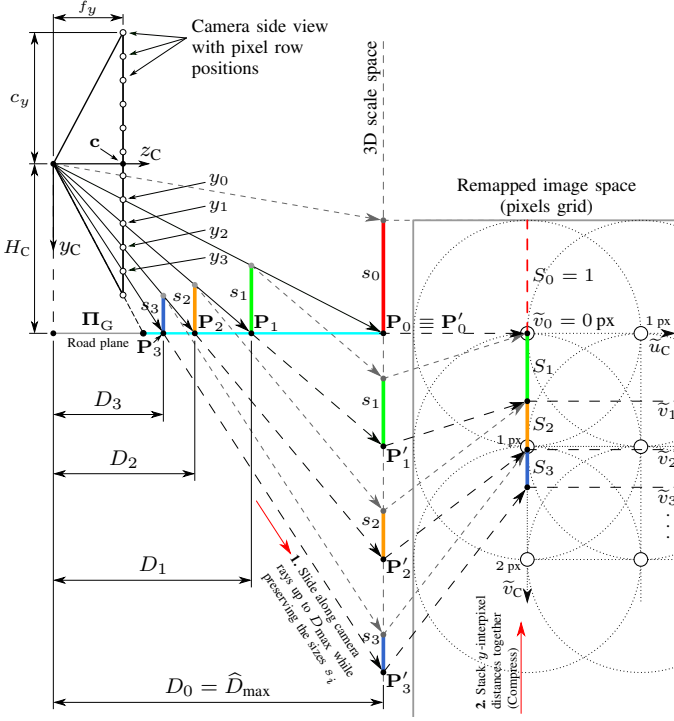 f_y
Camera side view
with pixel row
positions
3D scale space
c_y
c
z_C
y_0
y_1
y_2
y_3
H_C
y_C
Remapped image space
(pixels grid)
s_0
S_0 = 1
s_3
s_2
s_1
Π_G
Road plane
P_3
P_2
P_1
P_0 ≡ P'_0
ṽ_0 = 0 px
1 px
ũ_C
S_1
s_1
ṽ_1
D_3
S_2
1 px
P'_1
ṽ_2
D_2
S_3
ṽ_3
s_2
...
D_1
P'_2
2 px
ṽ_C
1. Slide along camera
rays up to D_max while
preserving the sizes s_i
s_3
P'_3
2. Stack y-interpixel
distances together
(Compress)
D_0 = D̂_max